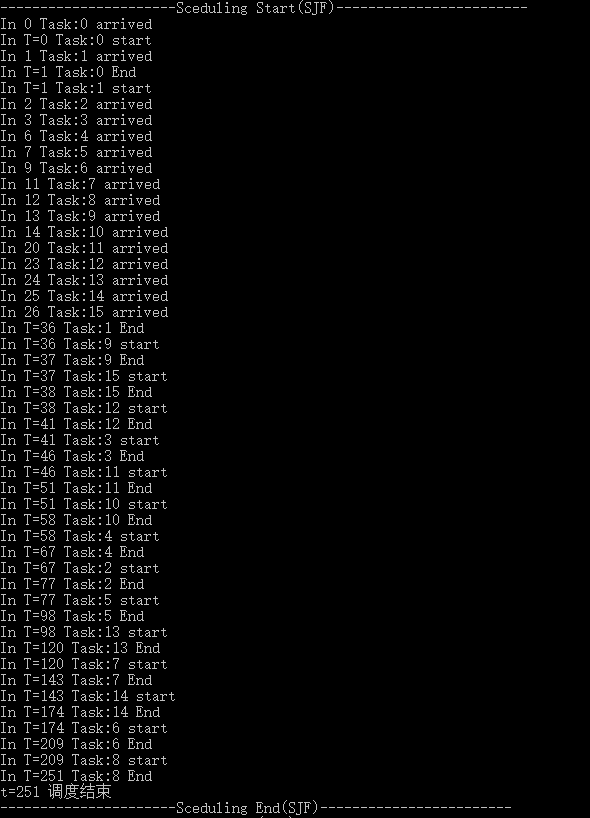 ----------------------Sceduling Start(SJF)------------------------
In 0 Task:0 arrived
In T=0 Task:0 start
In 1 Task:1 arrived
In T=1 Task:0 End
In T=1 Task:1 start
In 2 Task:2 arrived
In 3 Task:3 arrived
In 6 Task:4 arrived
In 7 Task:5 arrived
In 9 Task:6 arrived
In 11 Task:7 arrived
In 12 Task:8 arrived
In 13 Task:9 arrived
In 14 Task:10 arrived
In 20 Task:11 arrived
In 23 Task:12 arrived
In 24 Task:13 arrived
In 25 Task:14 arrived
In 26 Task:15 arrived
In T=36 Task:1 End
In T=36 Task:9 start
In T=37 Task:9 End
In T=37 Task:15 start
In T=38 Task:15 End
In T=38 Task:12 start
In T=41 Task:12 End
In T=41 Task:3 start
In T=46 Task:3 End
In T=46 Task:11 start
In T=51 Task:11 End
In T=51 Task:10 start
In T=58 Task:10 End
In T=58 Task:4 start
In T=67 Task:4 End
In T=67 Task:2 start
In T=77 Task:2 End
In T=77 Task:5 start
In T=98 Task:5 End
In T=98 Task:13 start
In T=120 Task:13 End
In T=120 Task:7 start
In T=143 Task:7 End
In T=143 Task:14 start
In T=174 Task:14 End
In T=174 Task:6 start
In T=209 Task:6 End
In T=209 Task:8 start
In T=251 Task:8 End
t=251 调度结束
----------------------Sceduling End(SJF)------------------------